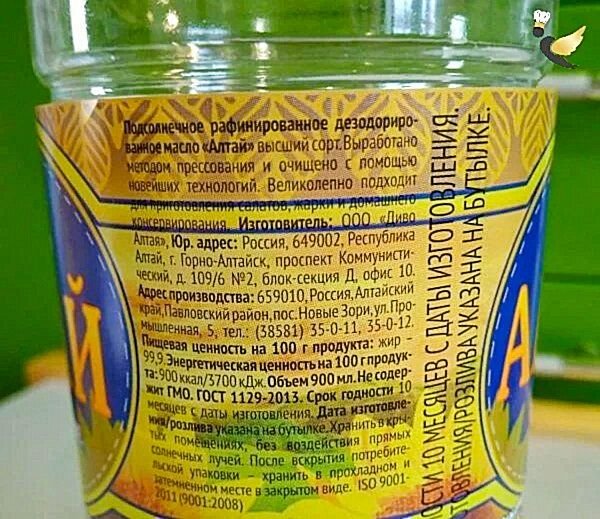 Подсолнечное рафинированное дезодориро-
ванное масло «Алтай» высший сорт. Выработано
методом прессования и очищено с помощью
новейших технологий. Великолепно подходит
для приготовления салатов, жарки и домашнего
консервирования. Изготовитель: ООО «Диво
Алтая», Юр. адрес: Россия, 649002, Республика
Алтай, г. Горно-Алтайск, проспект Коммунисти-
ческий, д. 109/6 №2, блок-секция Д, офис 10.
Адрес производства: 659010, Россия, Алтайский
край, Павловский район, пос. Новые Зори, ул. Про-
мышленная, 5, тел.: (38581) 35-0-11, 35-0-12.
Пищевая ценность на 100 г продукта: жир –
99,9. Энергетическая ценность на 100 г продук-
та: 900 ккал/3700 кДж. Объем 900 мл. Не содер-
жит ГМО. ГОСТ 1129-2013. Срок годности 10
месяцев с даты изготовления. Дата изготовле-
ния/розлива указана на бутылке. Хранить в кры-
тых помещениях, без воздействия прямых
солнечных лучей. После вскрытия потребите-
льской упаковки – хранить в прохладном и
затемненном месте в закрытом виде. ISO 9001-
2011 (9001:2008)
ОСТИ 10 МЕСЯЦЕВ С ДАТЫ ИЗГОТОВЛЕНИЯ.
ГОТОВЛЕНИЯ/РОЗЛИВА УКАЗАНА НА БУТЫЛКЕ.
Й
А